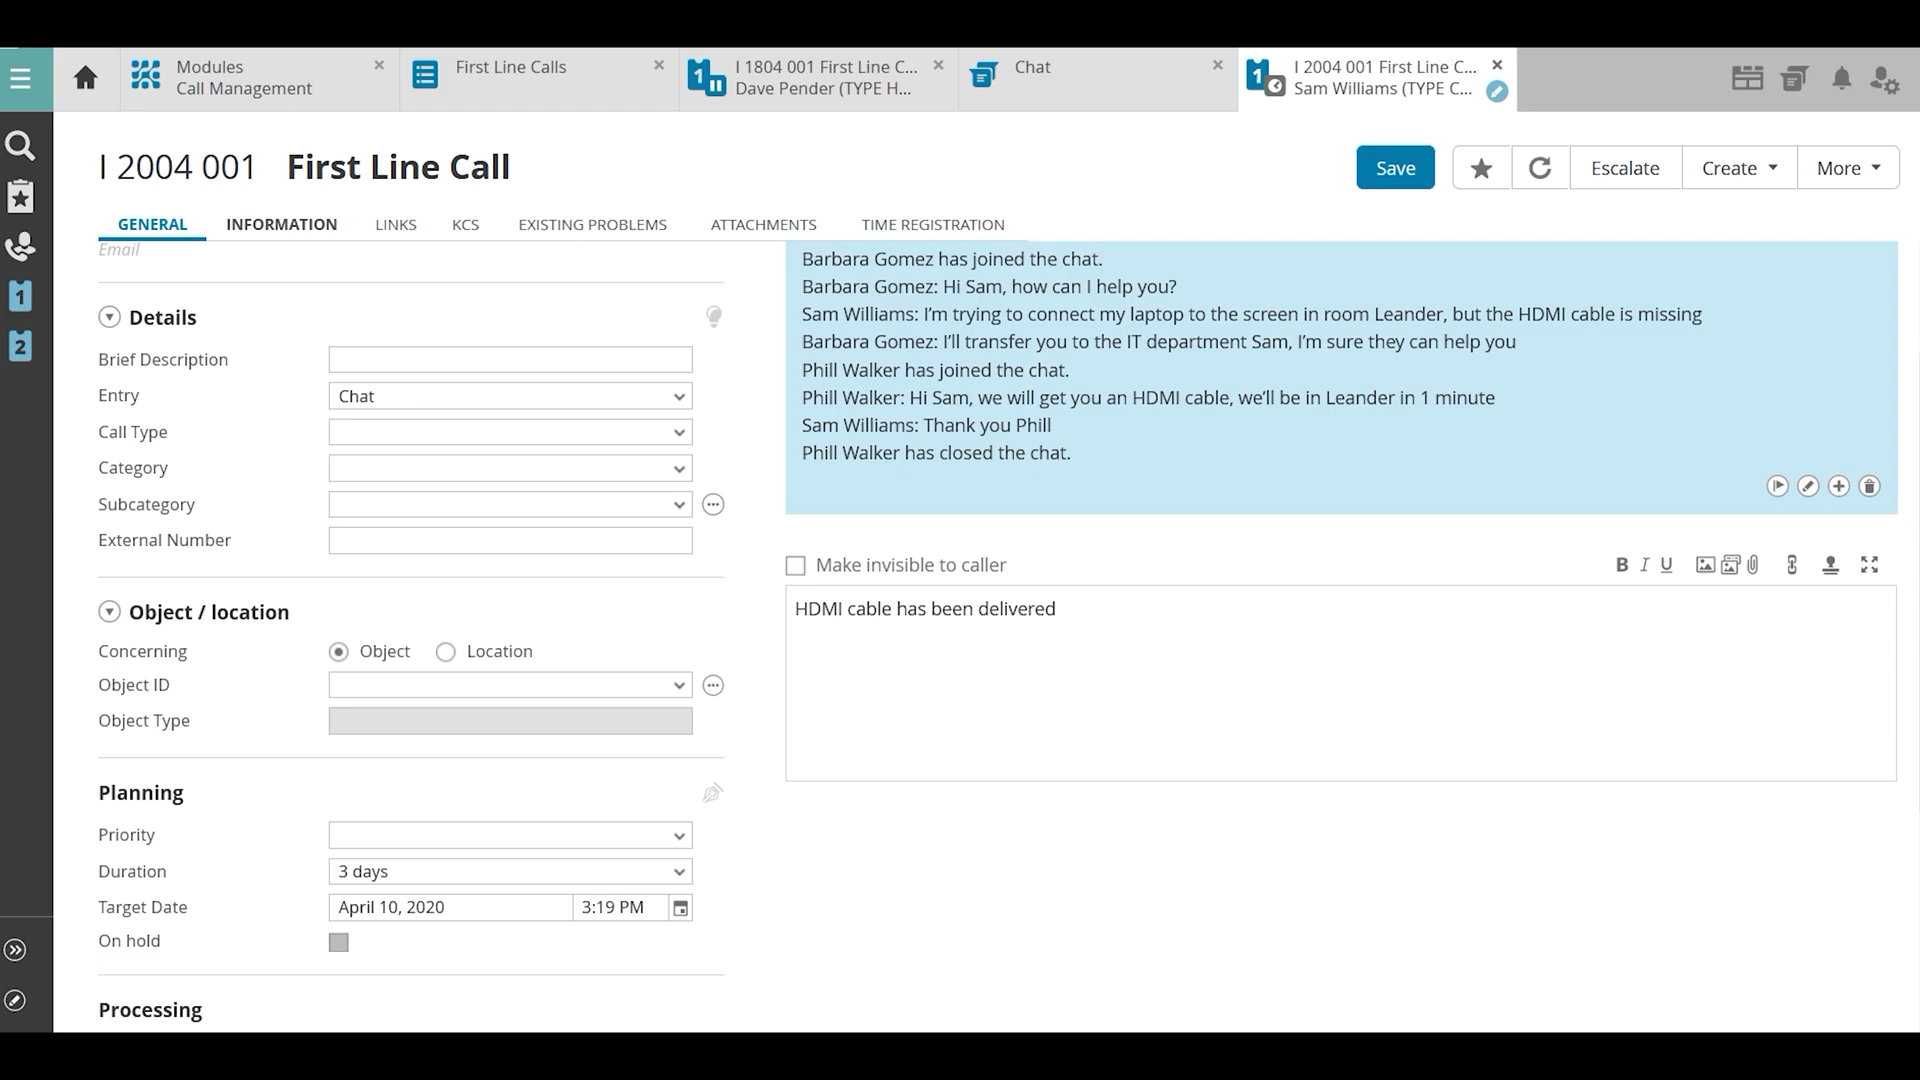 Modules
Call Management
First Line Calls
I 1804 001 First Line C...
Dave Pender (TYPE H...
Chat
I 2004 001 First Line C...
Sam Williams (TYPE C...
I 2004 001 First Line Call
Save
Escalate
Create
More
GENERAL
INFORMATION
LINKS
KCS
EXISTING PROBLEMS
ATTACHMENTS
TIME REGISTRATION
1
2
Email
Details
Brief Description
Entry
Chat
Call Type
Category
Subcategory
External Number
Object / location
Concerning
Object
Location
Object ID
Object Type
Planning
Priority
Duration
3 days
Target Date
April 10, 2020
3:19 PM
On hold
Processing
Barbara Gomez has joined the chat.
Barbara Gomez: Hi Sam, how can I help you?
Sam Williams: I’m trying to connect my laptop to the screen in room Leander, but the HDMI cable is missing
Barbara Gomez: I’ll transfer you to the IT department Sam, I’m sure they can help you
Phill Walker has joined the chat.
Phill Walker: Hi Sam, we will get you an HDMI cable, we’ll be in Leander in 1 minute
Sam Williams: Thank you Phill
Phill Walker has closed the chat.
Make invisible to caller
B I U
HDMI cable has been delivered